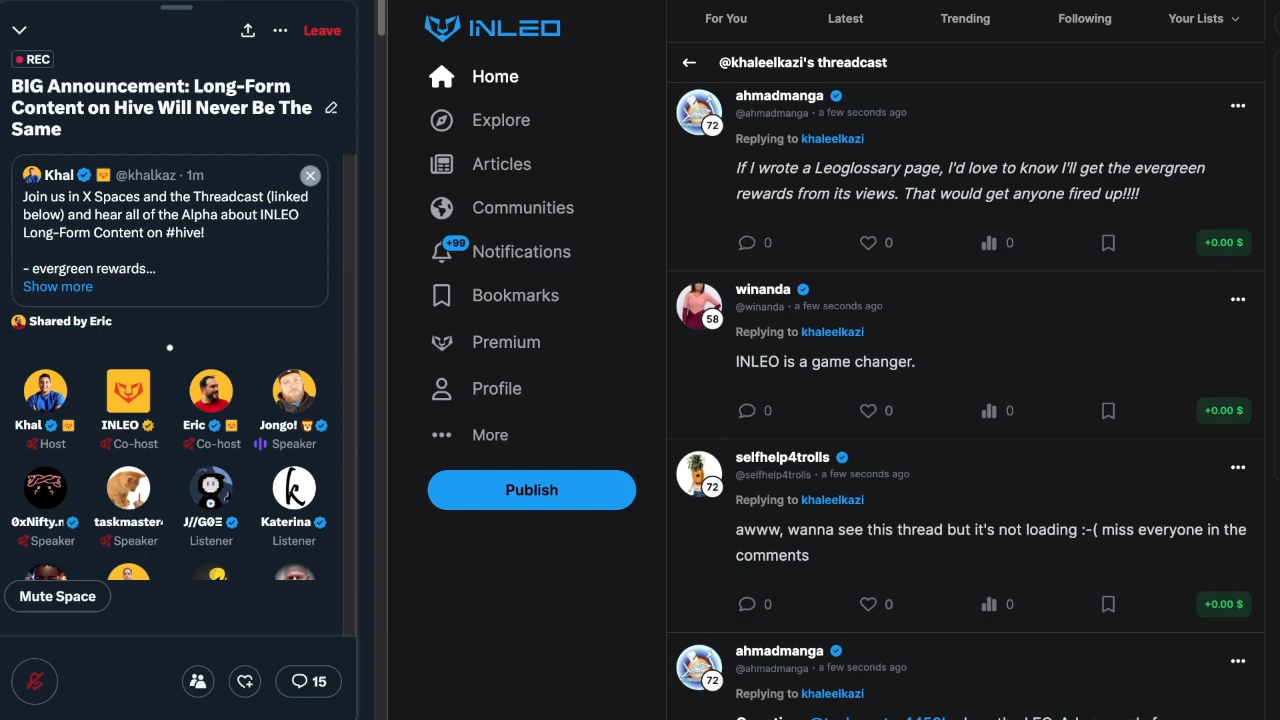 Leave
REC
BIG Announcement: Long-Form
Content on Hive Will Never Be The
Same
Khal @khalkaz · 1m
Join us in X Spaces and the Threadcast (linked
below) and hear all of the Alpha about INLEO
Long-Form Content on #hive!
- evergreen rewards...
Show more
Shared by Eric
Khal
Host
INLEO
Co-host
Eric
Co-host
Jongo!
Speaker
0xNifty.n
Speaker
taskmaster
Speaker
J//GΘΞ
Listener
Katerina
Listener
Mute Space
15
INLEO
Home
Explore
Articles
Communities
+99
Notifications
Bookmarks
Premium
Profile
More
Publish
For You
Latest
Trending
Following
Your Lists
@khaleelkazi's threadcast
ahmadmanga
@ahmadmanga · a few seconds ago
72
Replying to khaleelkazi
If I wrote a Leoglossary page, I'd love to know I'll get the evergreen
rewards from its views. That would get anyone fired up!!!!
0 0 0 +0.00 $
winanda
@winanda · a few seconds ago
58
Replying to khaleelkazi
INLEO is a game changer.
0 0 0 +0.00 $
selfhelp4trolls
@selfhelp4trolls · a few seconds ago
72
Replying to khaleelkazi
awww, wanna see this thread but it's not loading :-( miss everyone in the
comments
0 0 0 +0.00 $
ahmadmanga
@ahmadmanga · a few seconds ago
72
Replying to khaleelkazi